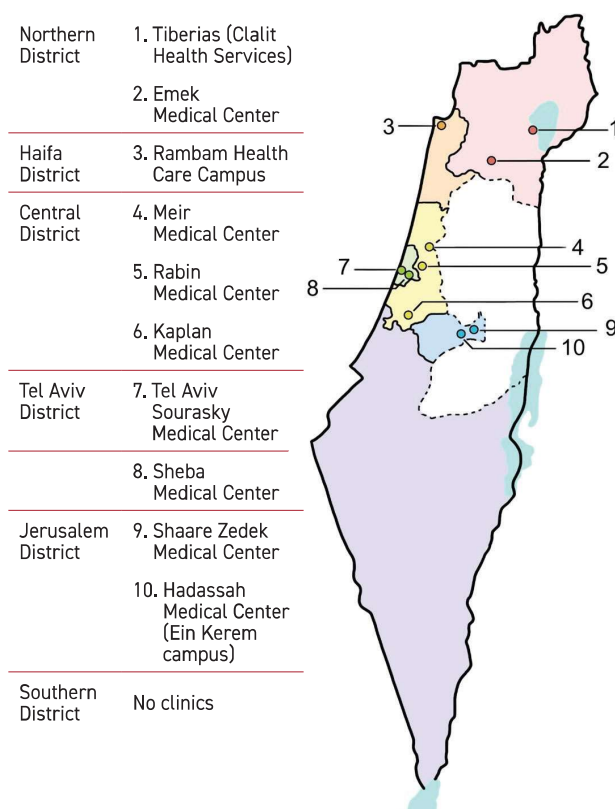 Northern District
1. Tiberias (Clalit
Health Services)
2. Emek
Medical Center
Haifa District
3. Rambam Health
Care Campus
Central District
4. Meir
Medical Center
5. Rabin
Medical Center
6. Kaplan
Medical Center
Tel Aviv District
7. Tel Aviv
Sourasky
Medical Center
8. Sheba
Medical Center
Jerusalem District
9. Shaare Zedek
Medical Center
10. Hadassah
Medical Center
(Ein Kerem
campus)
Southern District
No clinics
3
1
2
4
7
5
8
6
9
10